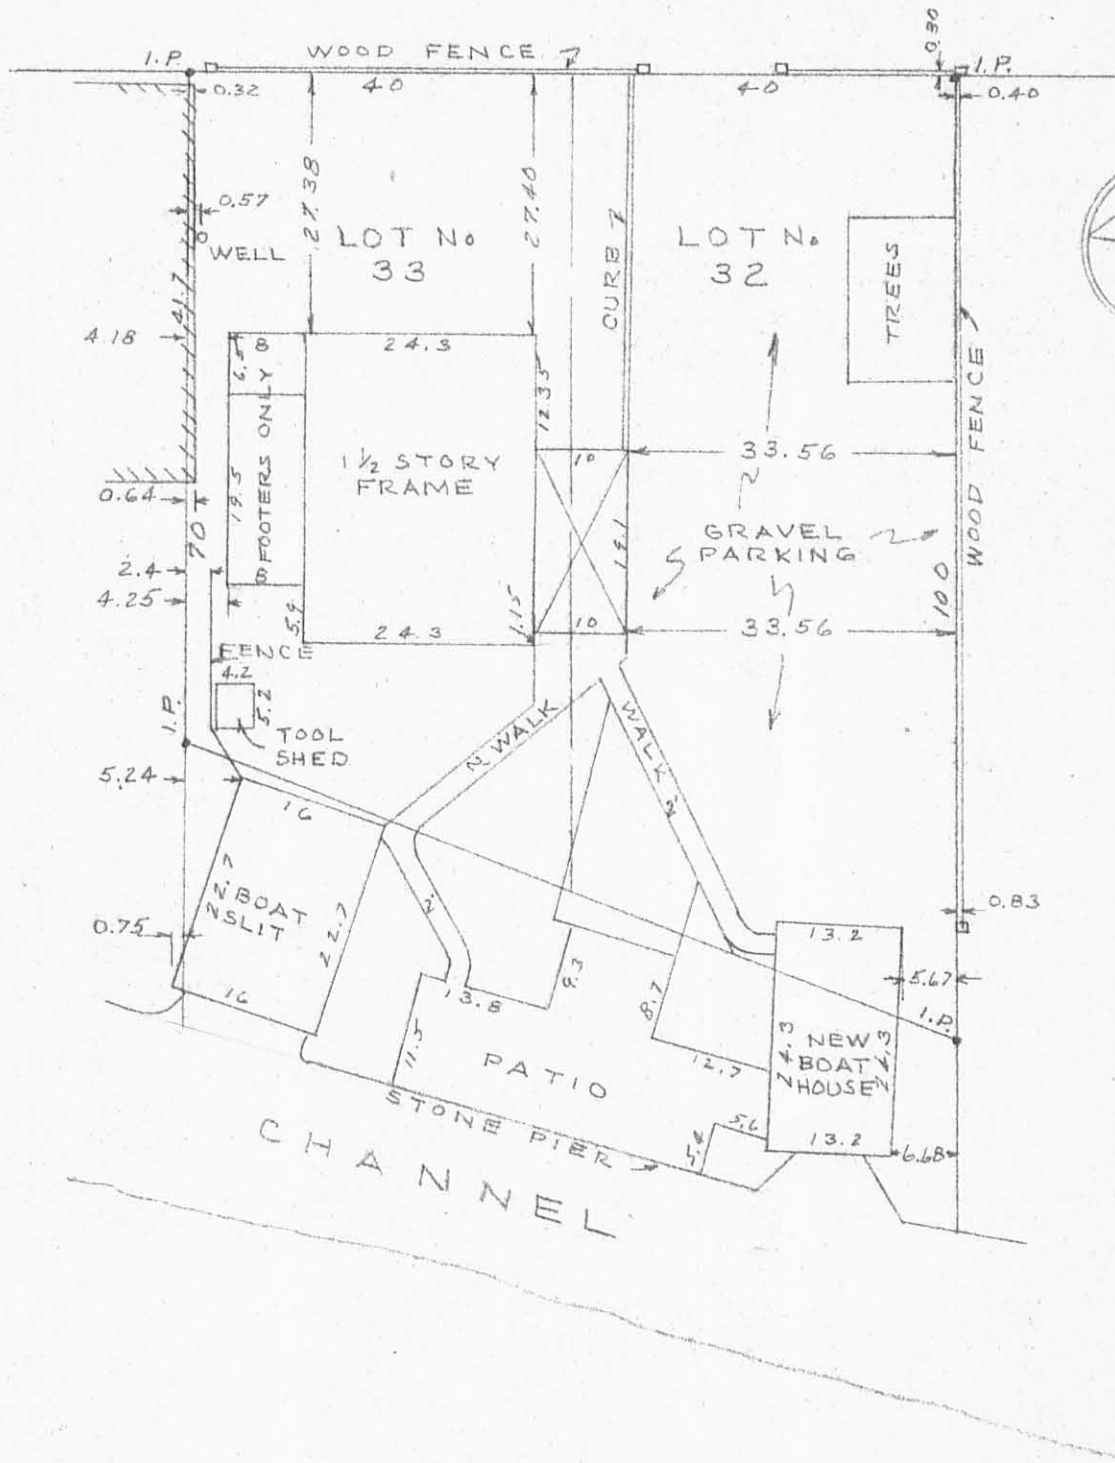 WOOD FENCE
I.P.
I.P.
0.30
40
40
0.32
0.40
27.38
27.40
0.57
WELL
LOT No
33
LOT No
32
CURB
TREES
41.7
4.18
8
24.3
6.5
12.35
WOOD FENCE
FOOTERS ONLY
19.5
1 1/2 STORY
FRAME
10
33.56
0.64
70
19.1
GRAVEL
PARKING
2.4
8
4.25
5.9
24.3
1.15
10
33.56
100
FENCE
4.2
5.2
I.P.
TOOL
SHED
WALK
WALK
2
5.24
16
BOAT
SLIT
22.7
2
0.75
16
13.8
9.3
8.7
12.7
11.5
PATIO
13.2
0.83
5.67
I.P.
24.3
NEW
BOAT
HOUSE
24.3
STONE PIER
5.4
5.6
13.2
6.68
CHANNEL